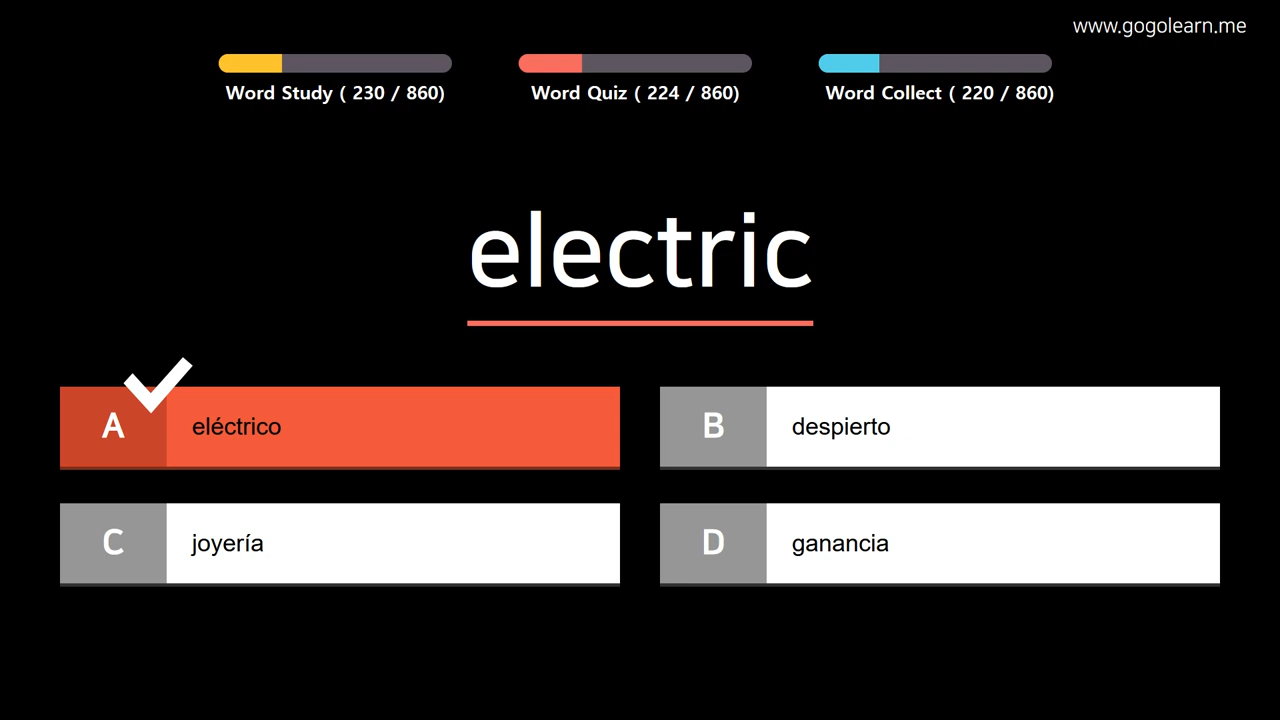 www.gogolearn.me
Word Study ( 230 / 860)
Word Quiz ( 224 / 860)
Word Collect ( 220 / 860)
electric
A eléctrico
B despierto
C joyería
D ganancia